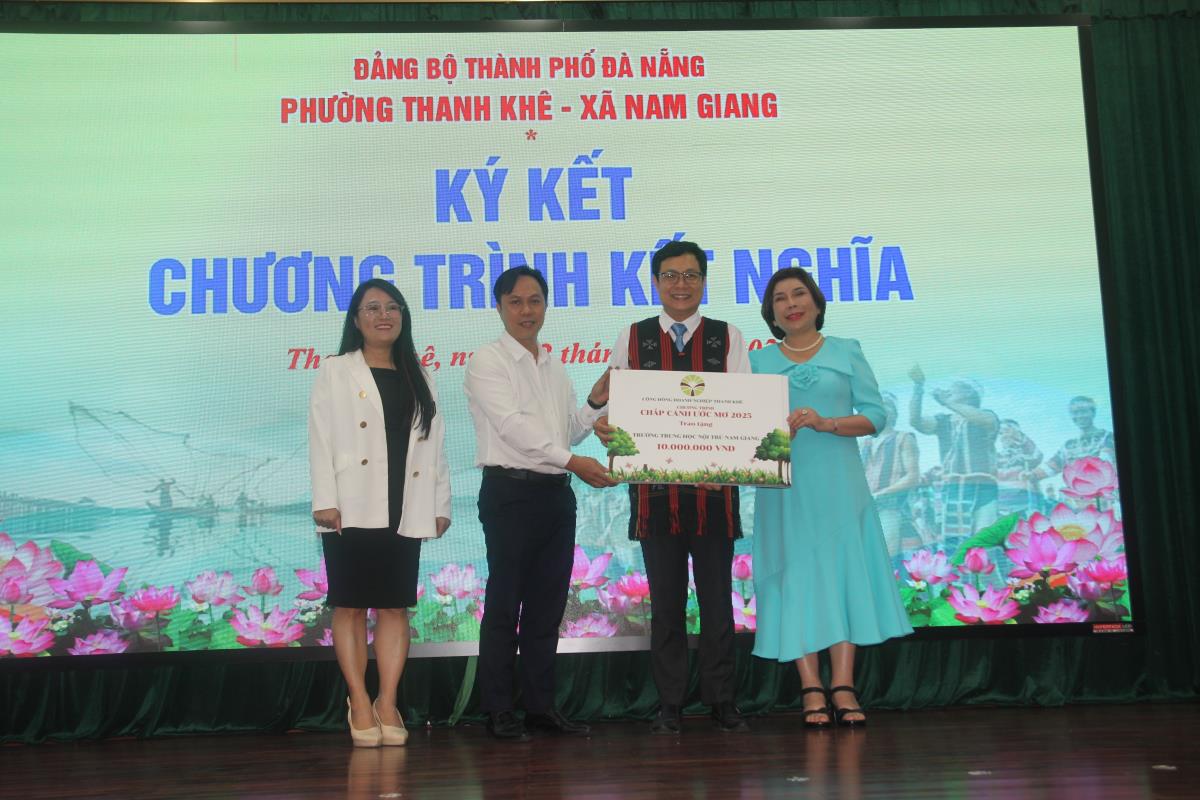 ĐẢNG BỘ THÀNH PHỐ ĐÀ NẴNG
PHƯỜNG THANH KHÊ - XÃ NAM GIANG
*
KÝ KẾT
CHƯƠNG TRÌNH KẾT NGHĨA
CỘNG ĐỒNG DOANH NGHIỆP THANH KHÊ
CHƯƠNG TRÌNH
CHẮP CÁNH ƯỚC MƠ 2025
Trao tặng
TRƯỜNG TRUNG HỌC NỘI TRÚ NAM GIANG
10.000.000 VNĐ